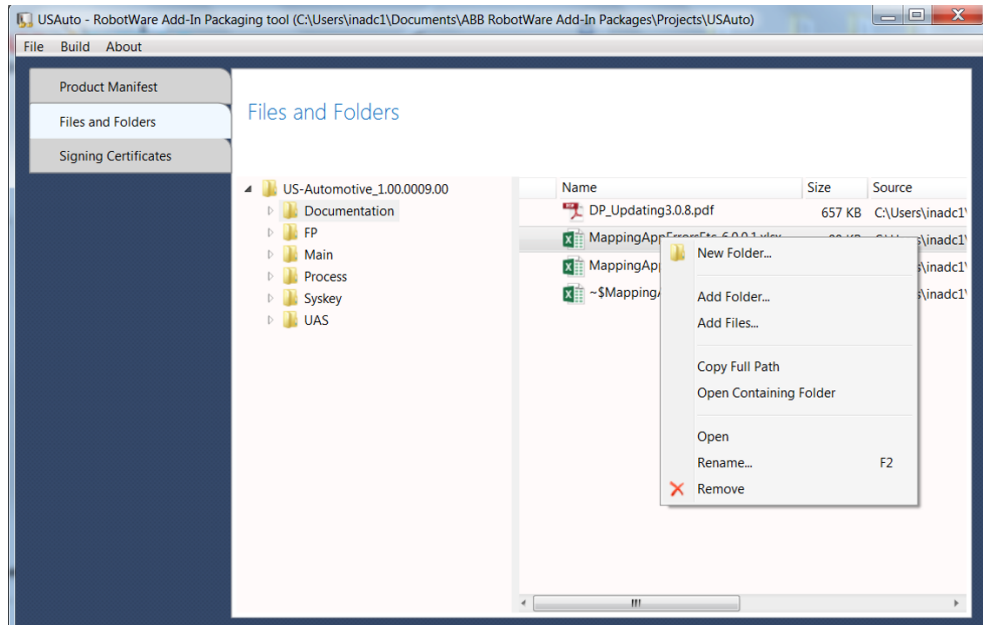 USAuto - RobotWare Add-In Packaging tool (C:\Users\inadc1\Documents\ABB RobotWare Add-In Packages\Projects\USAuto)
File Build About
Product Manifest
Files and Folders
Signing Certificates
Files and Folders
US-Automotive_1.00.0009.00
Documentation
FP
Main
Process
Syskey
UAS
Name Size Source
DP_Updating3.0.8.pdf 657 KB C:\Users\inadc1\
MappingApp
MappingApp
~$Mapping
New Folder...
Add Folder...
Add Files...
Copy Full Path
Open Containing Folder
Open
Rename... F2
Remove